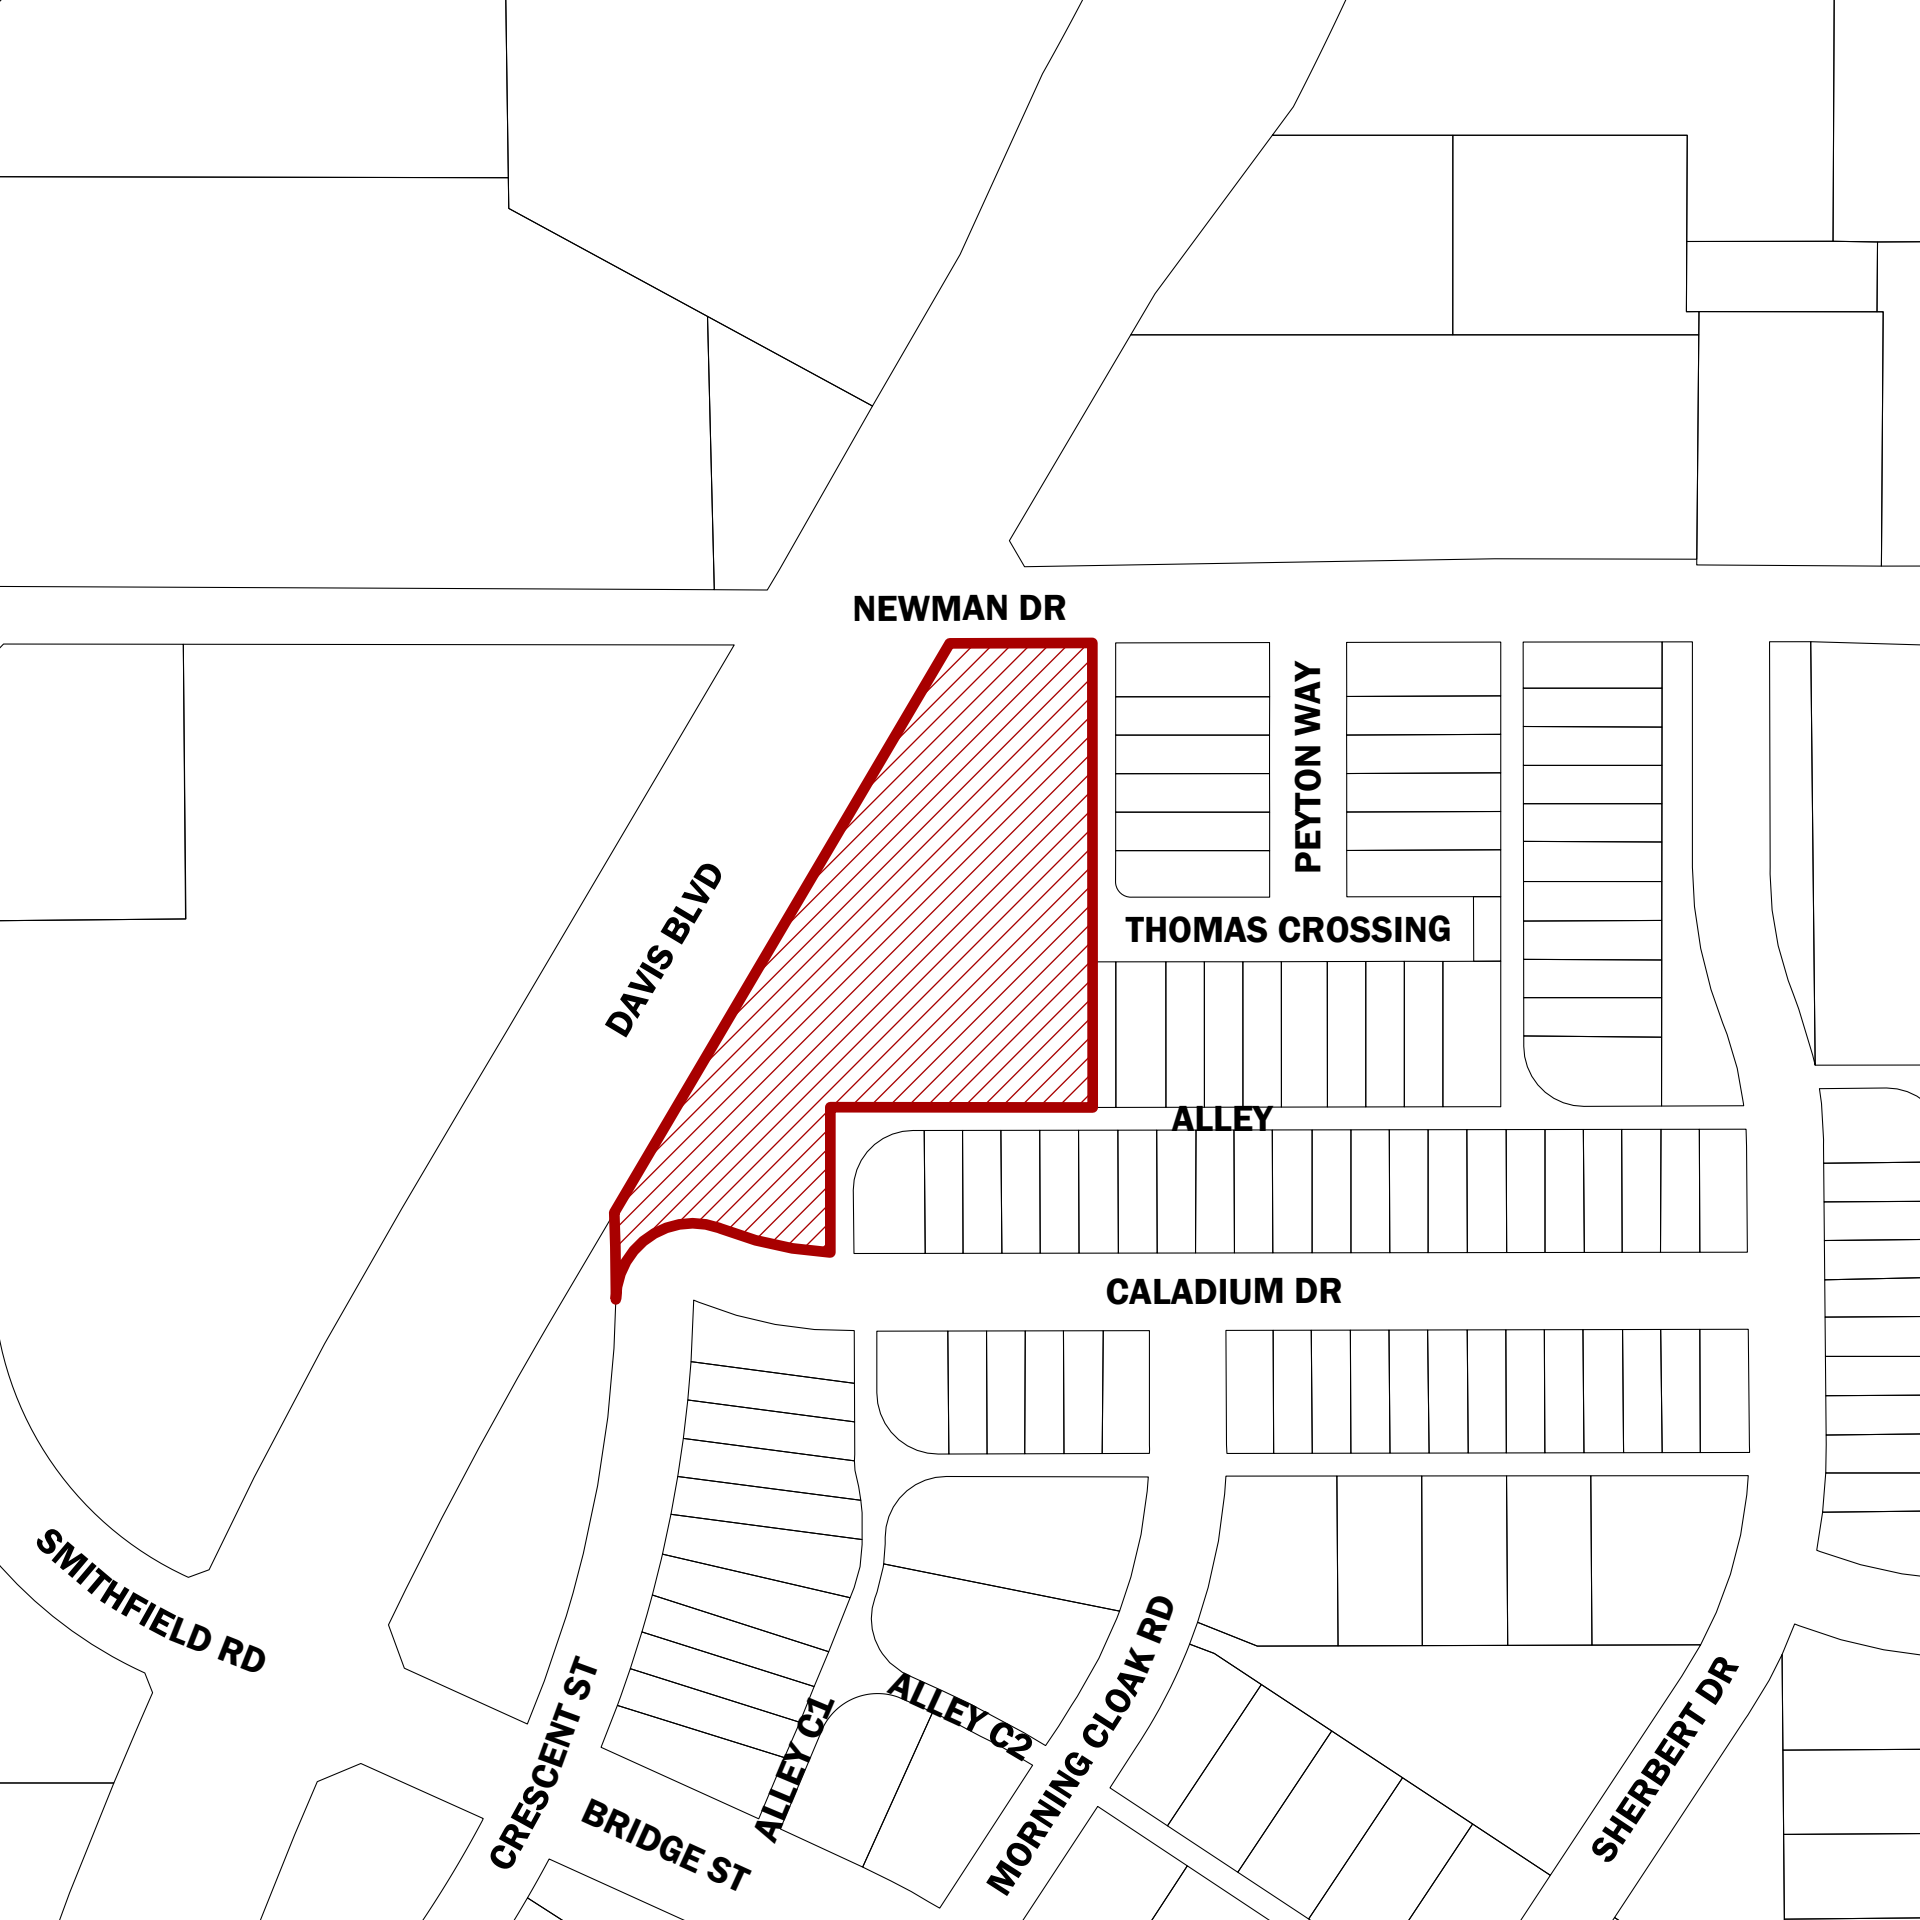 NEWMAN DR
PEYTON WAY
DAVIS BLVD
THOMAS CROSSING
ALLEY
CALADIUM DR
SMITHFIELD RD
CRESCENT ST
ALLEY C1
ALLEY C2
MORNING CLOAK RD
SHERBERT DR
BRIDGE ST